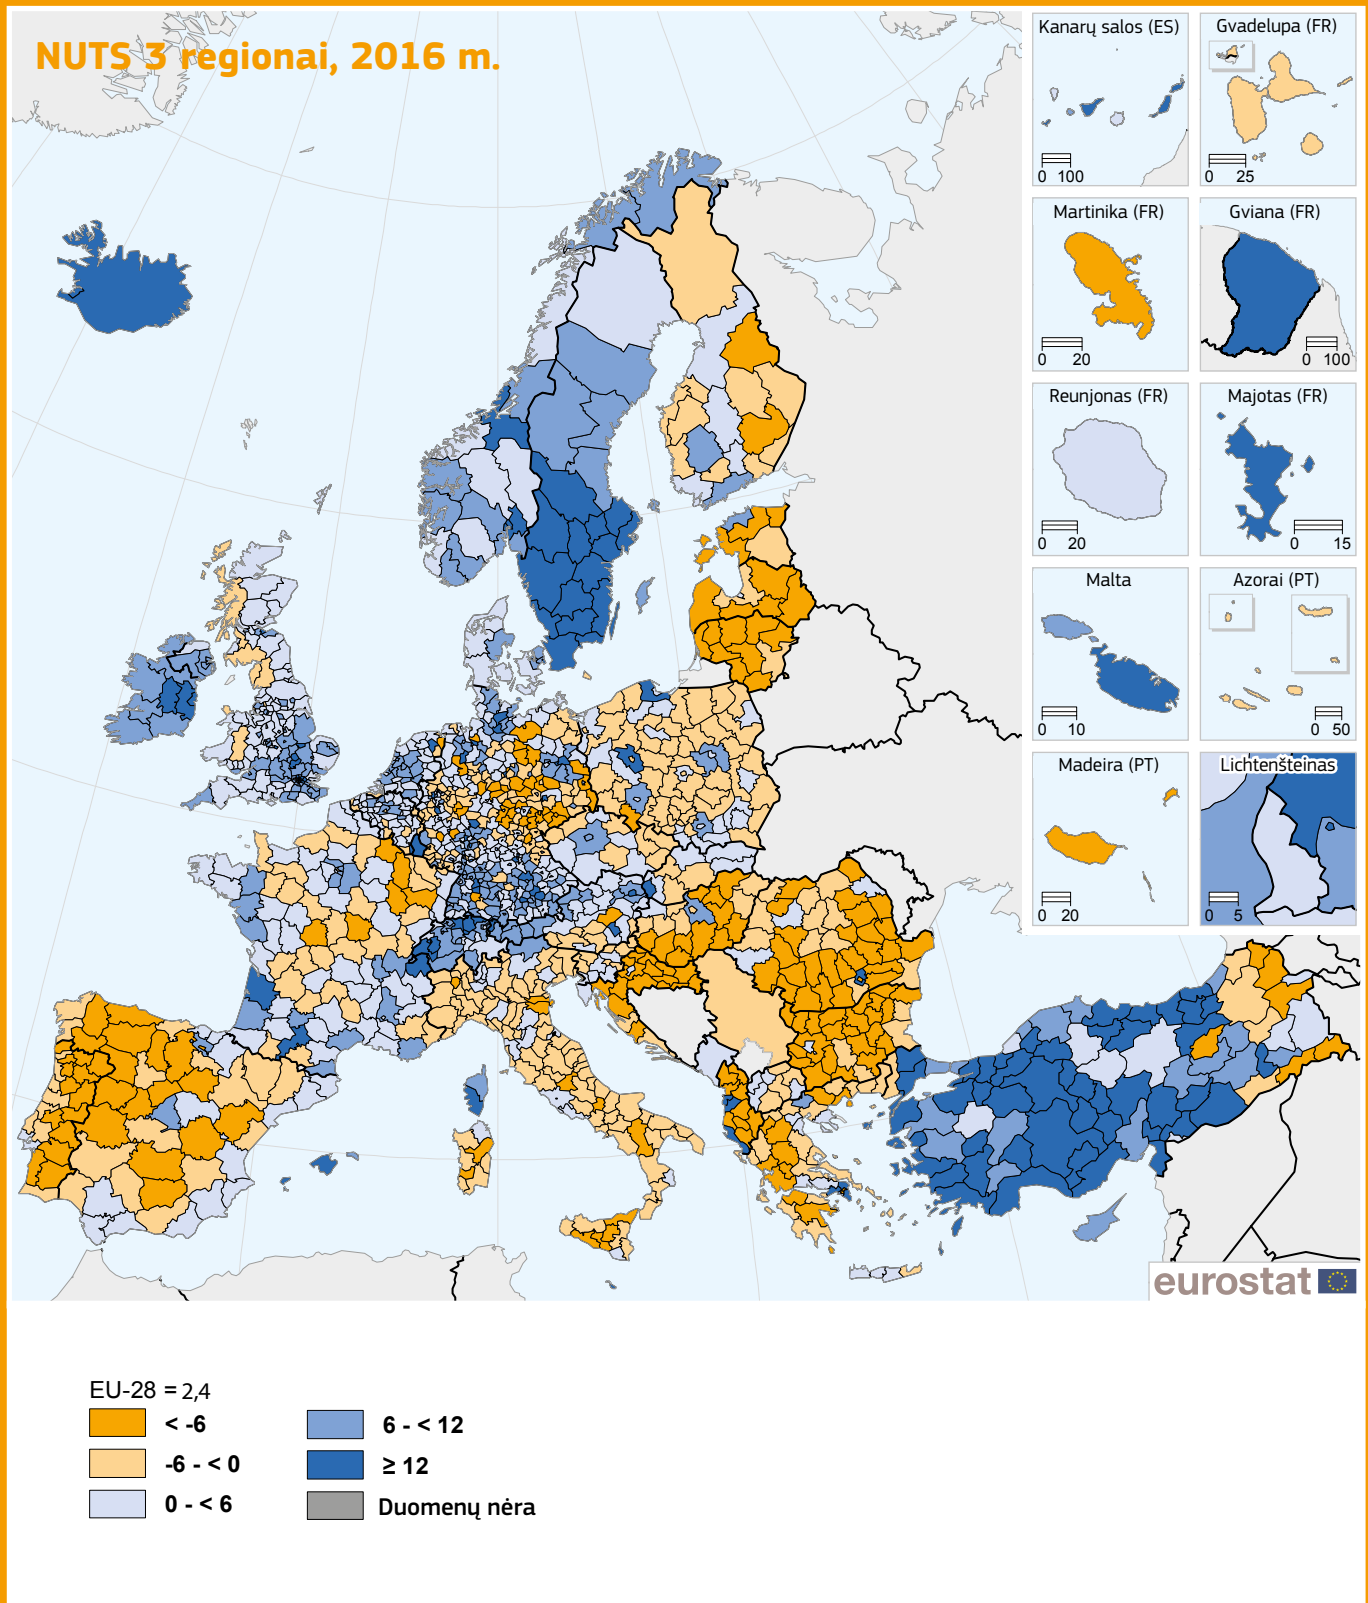 NUTS 3 regionai, 2016 m.
Kanarų salos (ES)
0 100
Gvadelupa (FR)
0 25
Martinika (FR)
0 20
Gviana (FR)
0 100
Reunjonas (FR)
0 20
Majotas (FR)
0 15
Malta
0 10
Azorai (PT)
0 50
Madeira (PT)
0 20
Lichtenšteinas
0 5
eurostat
EU-28 = 2,4
< -6
-6 - < 0
0 - < 6
6 - < 12
≥ 12
Duomenų nėra